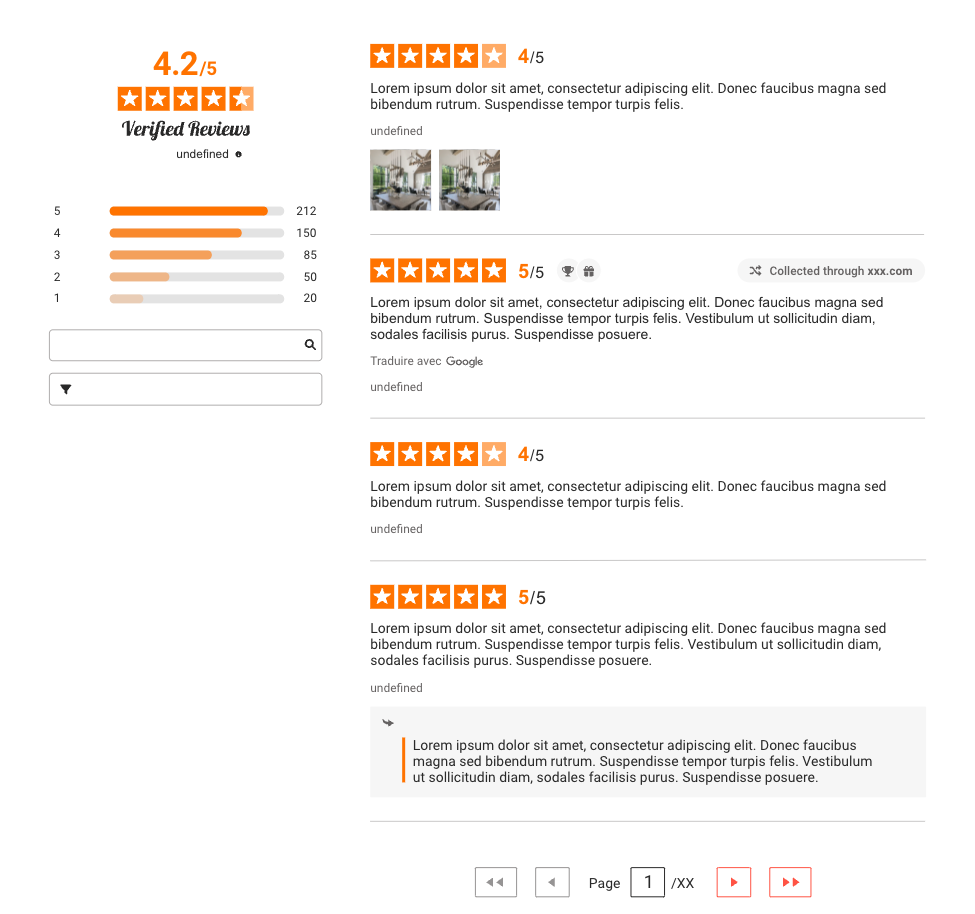 4.2/5
Verified Reviews
undefined
5 212
4 150
3 85
2 50
1 20
4/5
Lorem ipsum dolor sit amet, consectetur adipiscing elit. Donec faucibus magna sed
bibendum rutrum. Suspendisse tempor turpis felis.
undefined
5/5
Collected through xxx.com
Lorem ipsum dolor sit amet, consectetur adipiscing elit. Donec faucibus magna sed
bibendum rutrum. Suspendisse tempor turpis felis. Vestibulum ut sollicitudin diam,
sodales facilisis purus. Suspendisse posuere.
Traduire avec Google
undefined
4/5
Lorem ipsum dolor sit amet, consectetur adipiscing elit. Donec faucibus magna sed
bibendum rutrum. Suspendisse tempor turpis felis.
undefined
5/5
Lorem ipsum dolor sit amet, consectetur adipiscing elit. Donec faucibus magna sed
bibendum rutrum. Suspendisse tempor turpis felis. Vestibulum ut sollicitudin diam,
sodales facilisis purus. Suspendisse posuere.
undefined
Lorem ipsum dolor sit amet, consectetur adipiscing elit. Donec faucibus
magna sed bibendum rutrum. Suspendisse tempor turpis felis. Vestibulum
ut sollicitudin diam, sodales facilisis purus. Suspendisse posuere.
Page 1 /XX